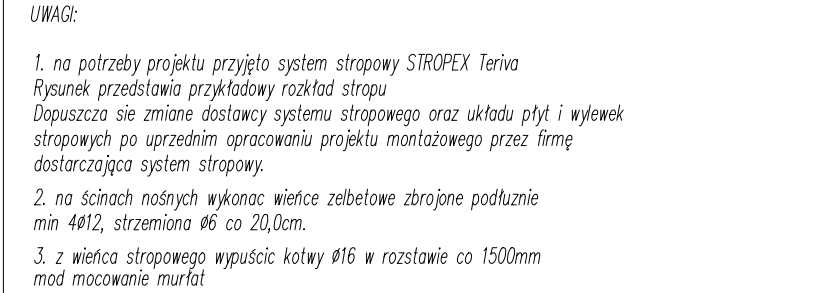 UWAGI:
1. na potrzeby projektu przyjęto system stropowy STROPEX Teriva
Rysunek przedstawia przykładowy rozkład stropu
Dopuszcza sie zmiane dostawcy systemu stropowego oraz układu płyt i wylewek
stropowych po uprzednim opracowaniu projektu montażowego przez firmę
dostarczająca system stropowy.
2. na ścinach nośnych wykonac wieńce zelbetowe zbrojone podłuznie
min 4ø12, strzemiona ø6 co 20,0cm.
3. z wieńca stropowego wypuścic kotwy ø16 w rozstawie co 1500mm
mod mocowanie murłat